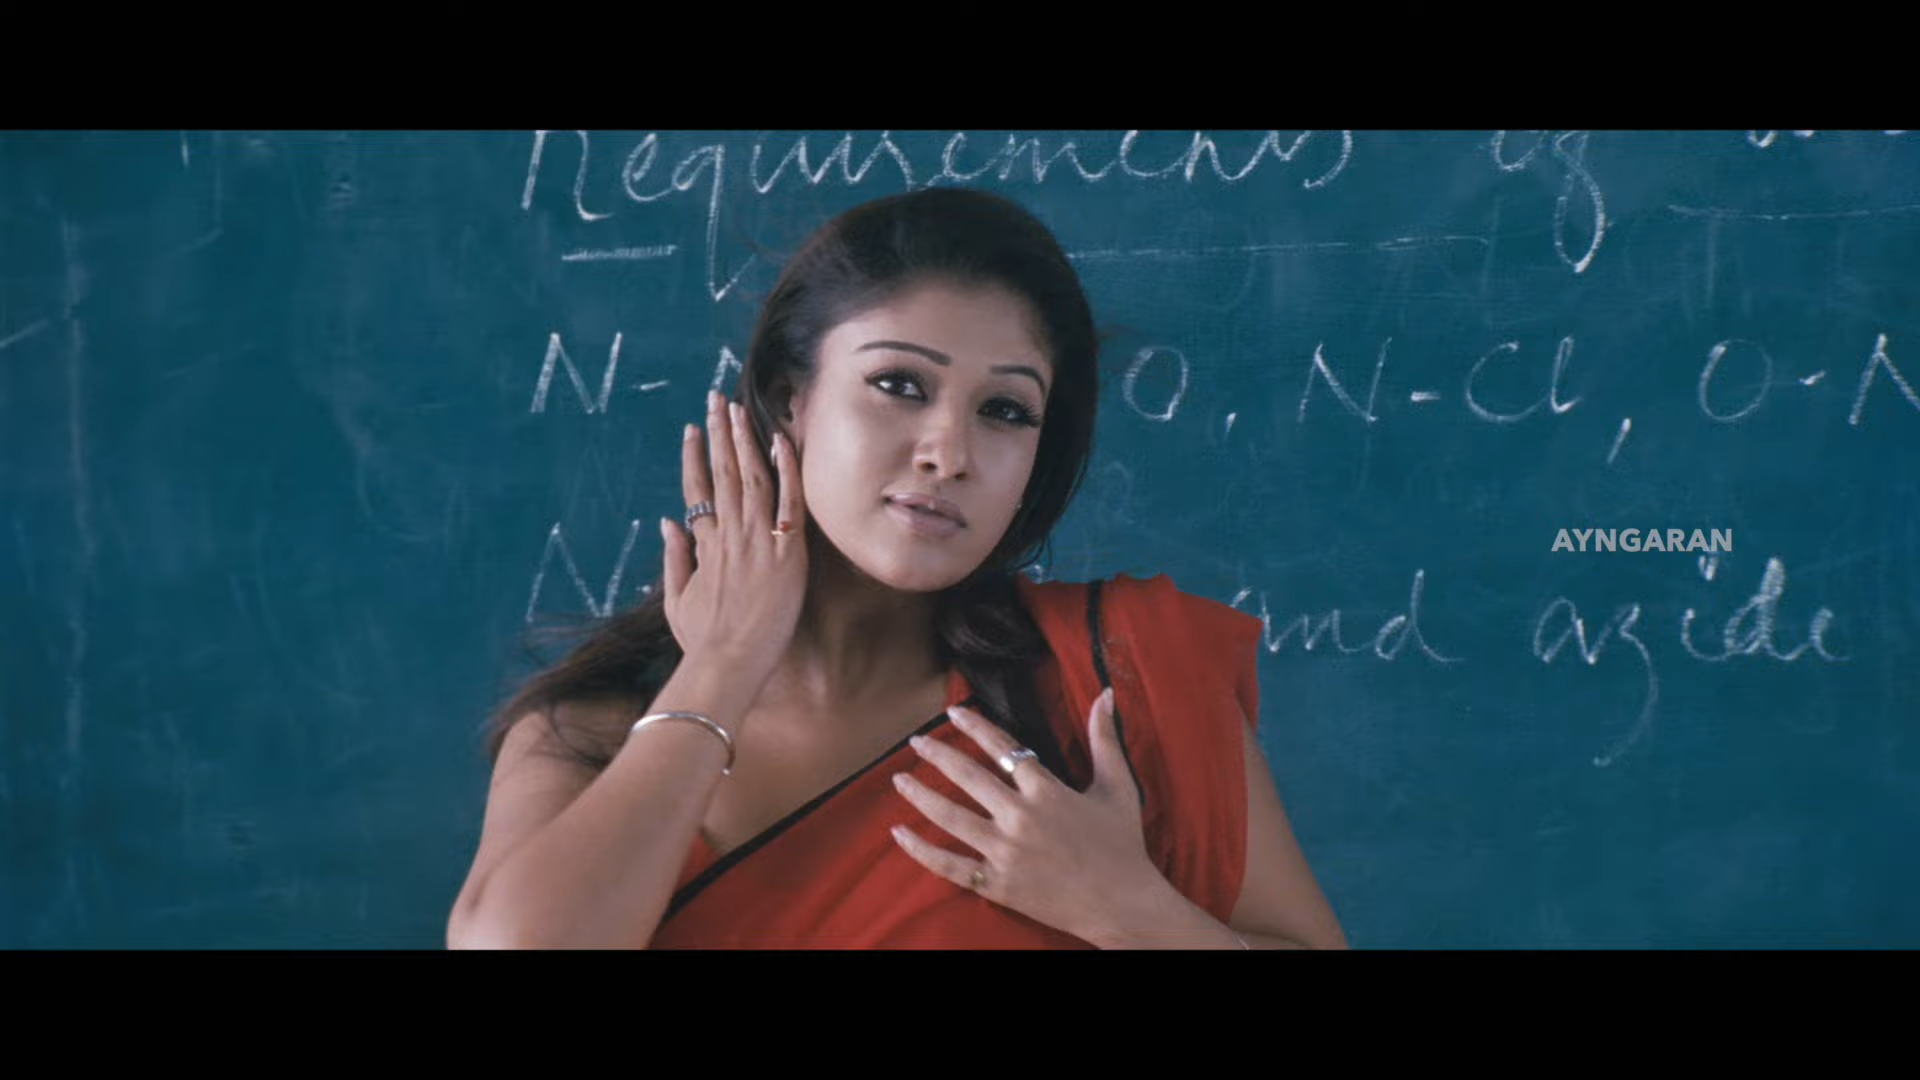 Requirements of
N-
O, N-Cl, O-N
N-
and azide
AYNGARAN